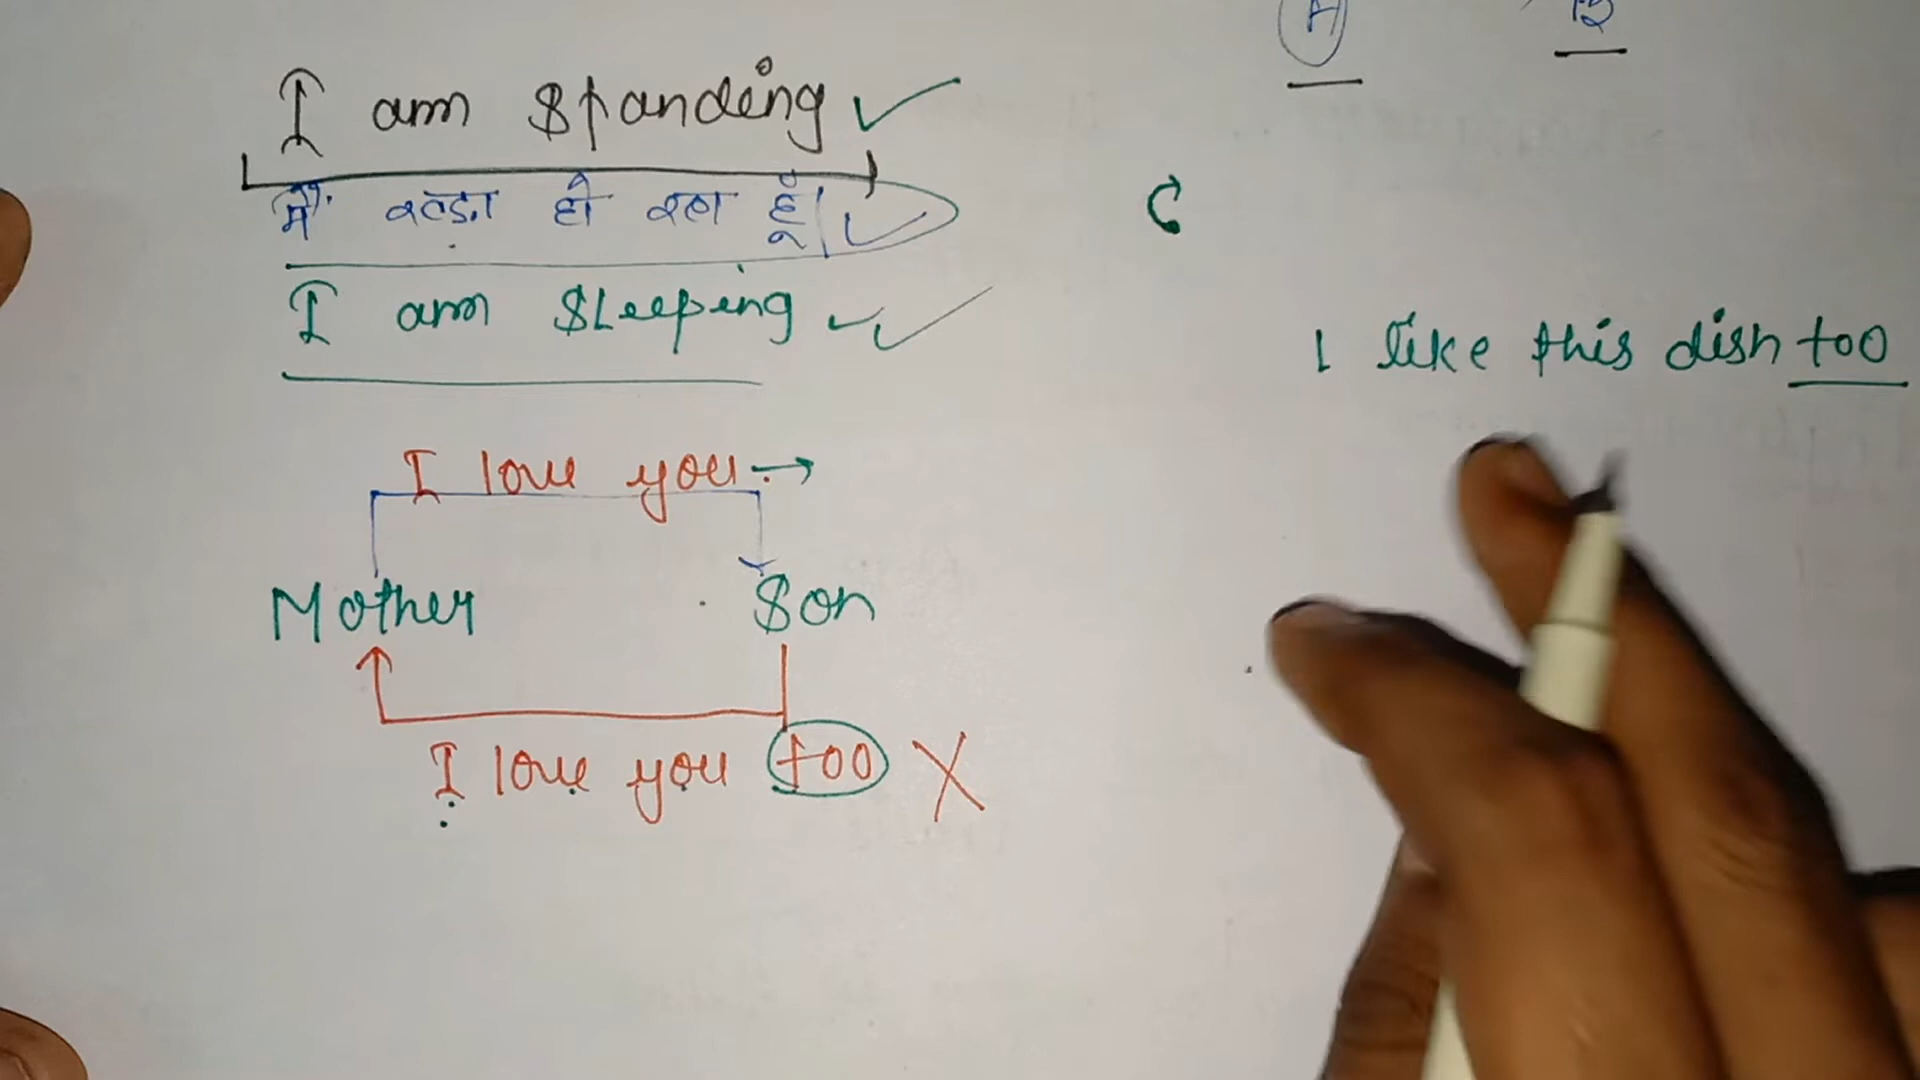 A B
I am Standing
मैं खड़ा हो रहा हूँ।
C
I am Sleeping
I like this dish too
I love you.
Mother Son
I love you too